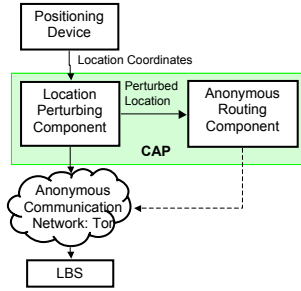 Positioning
Device
Location Coordinates
Location
Perturbing
Component
Perturbed
Location
Anonymous
Routing
Component
CAP
Anonymous
Communication
Network: Tor
LBS